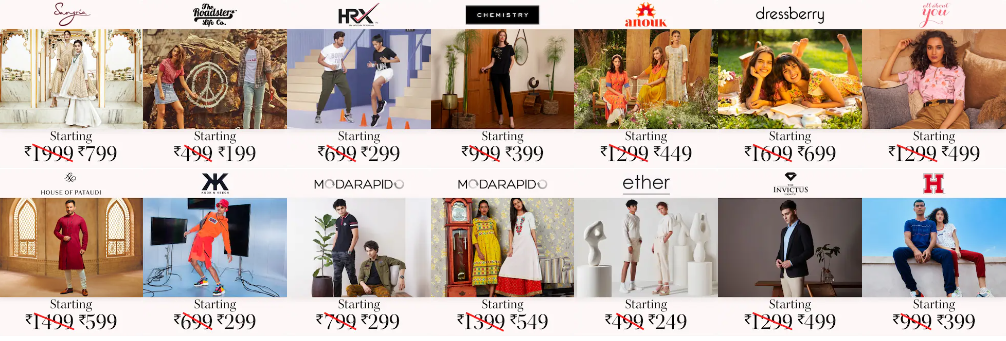 Sangria
The Roadster Life Co.
HRX
CHEMISTRY
anouk
dressberry
all about you
Starting
₹1999 ₹799
Starting
₹499 ₹199
Starting
₹699 ₹299
Starting
₹999 ₹399
Starting
₹1299 ₹449
Starting
₹1699 ₹699
Starting
₹1299 ₹499
HOUSE OF PATAUDI
MODARAPIDO
MODARAPIDO
ether
INVICTUS
H
Starting
₹1499 ₹599
Starting
₹699 ₹299
Starting
₹799 ₹299
Starting
₹1399 ₹549
Starting
₹499 ₹249
Starting
₹1299 ₹499
Starting
₹999 ₹399